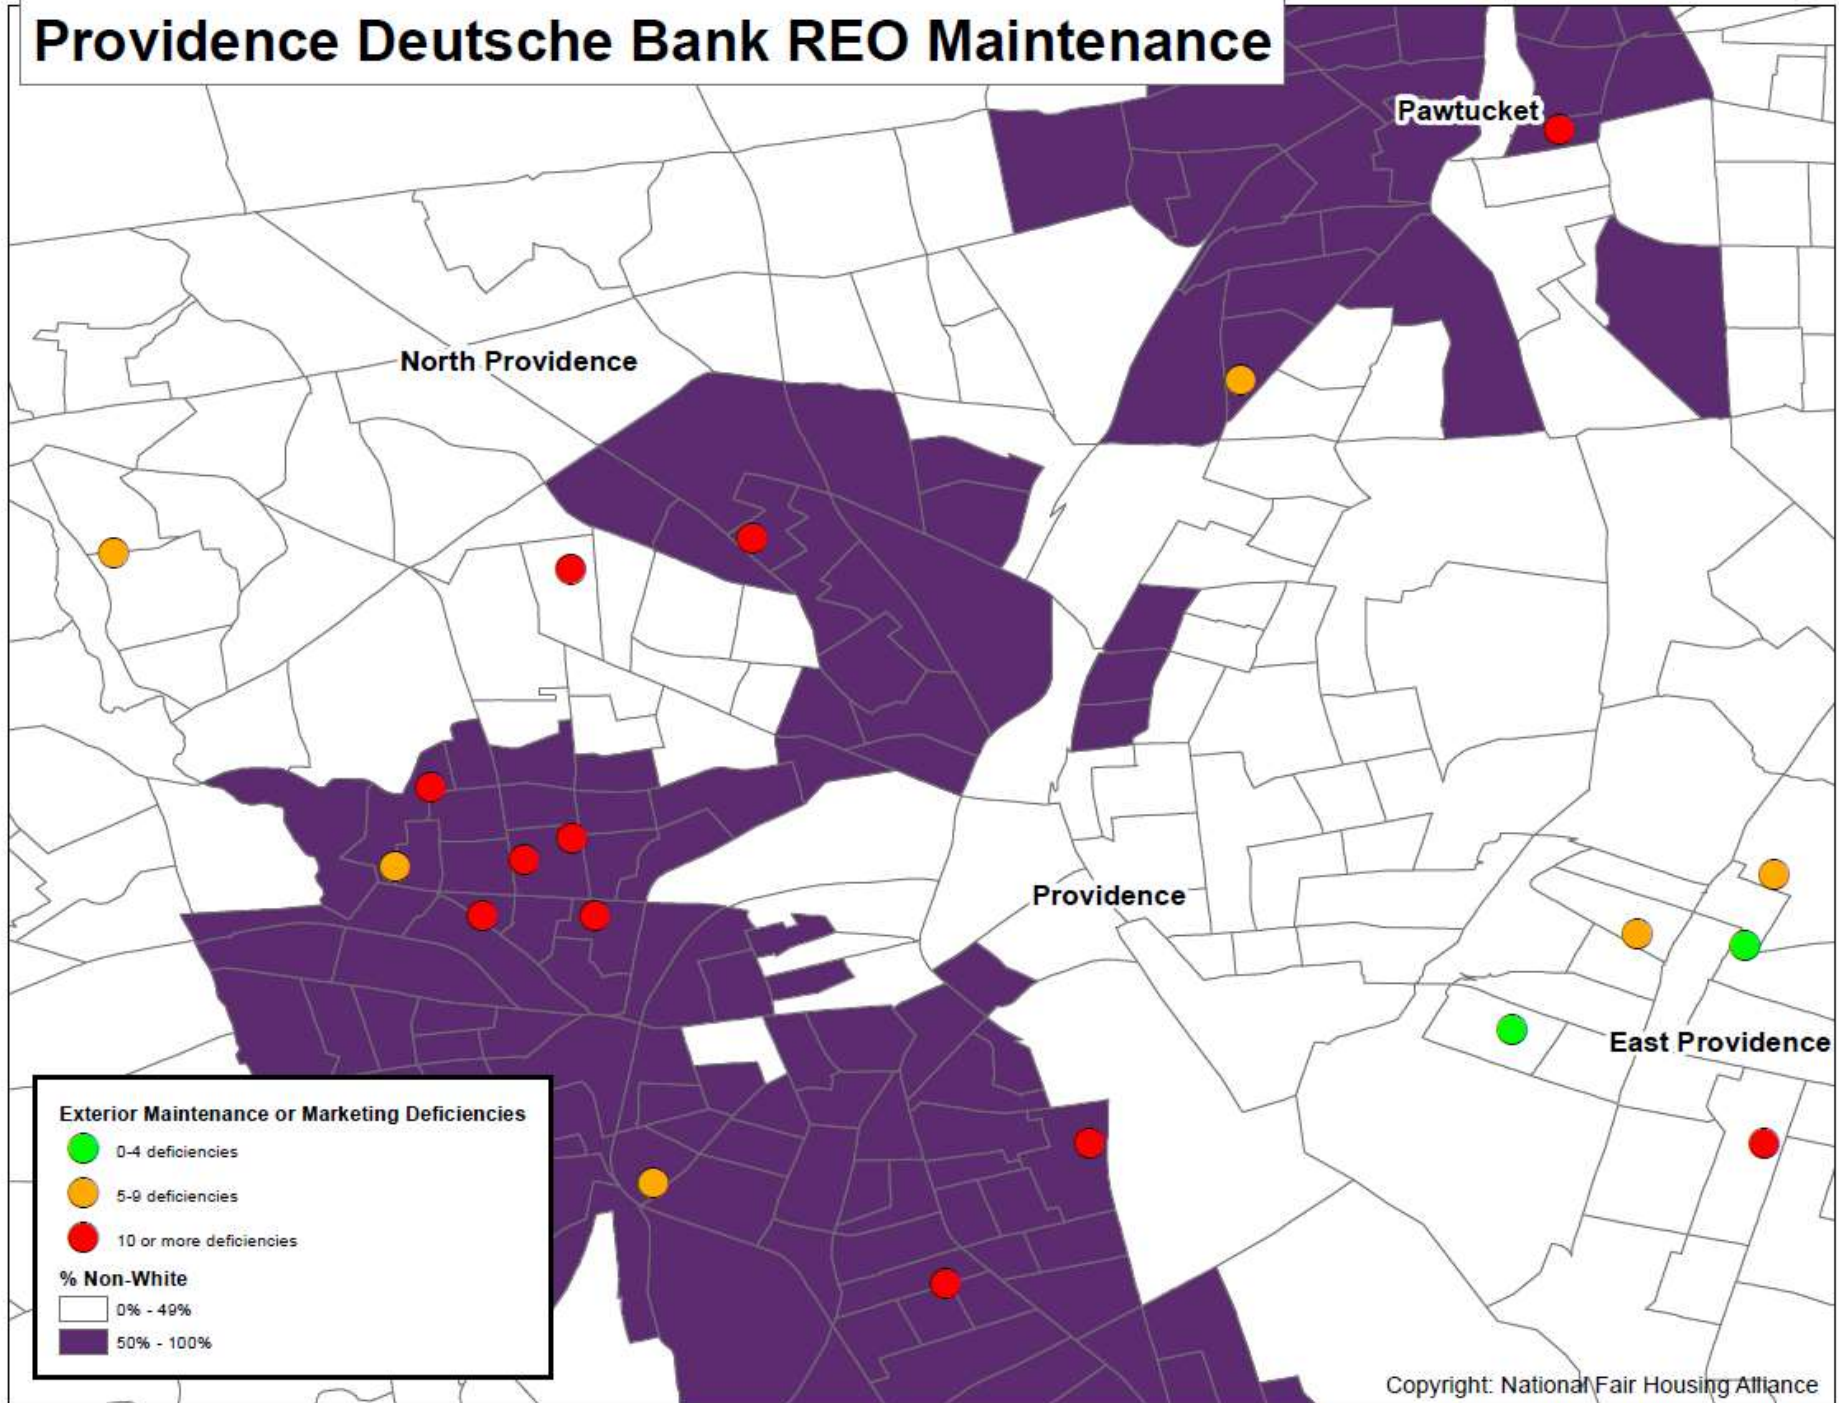 Providence Deutsche Bank REO Maintenance
Pawtucket
North Providence
Providence
East Providence
Exterior Maintenance or Marketing Deficiencies
0-4 deficiencies
5-9 deficiencies
10 or more deficiencies
% Non-White
0% - 49%
50% - 100%
Copyright: National Fair Housing Alliance